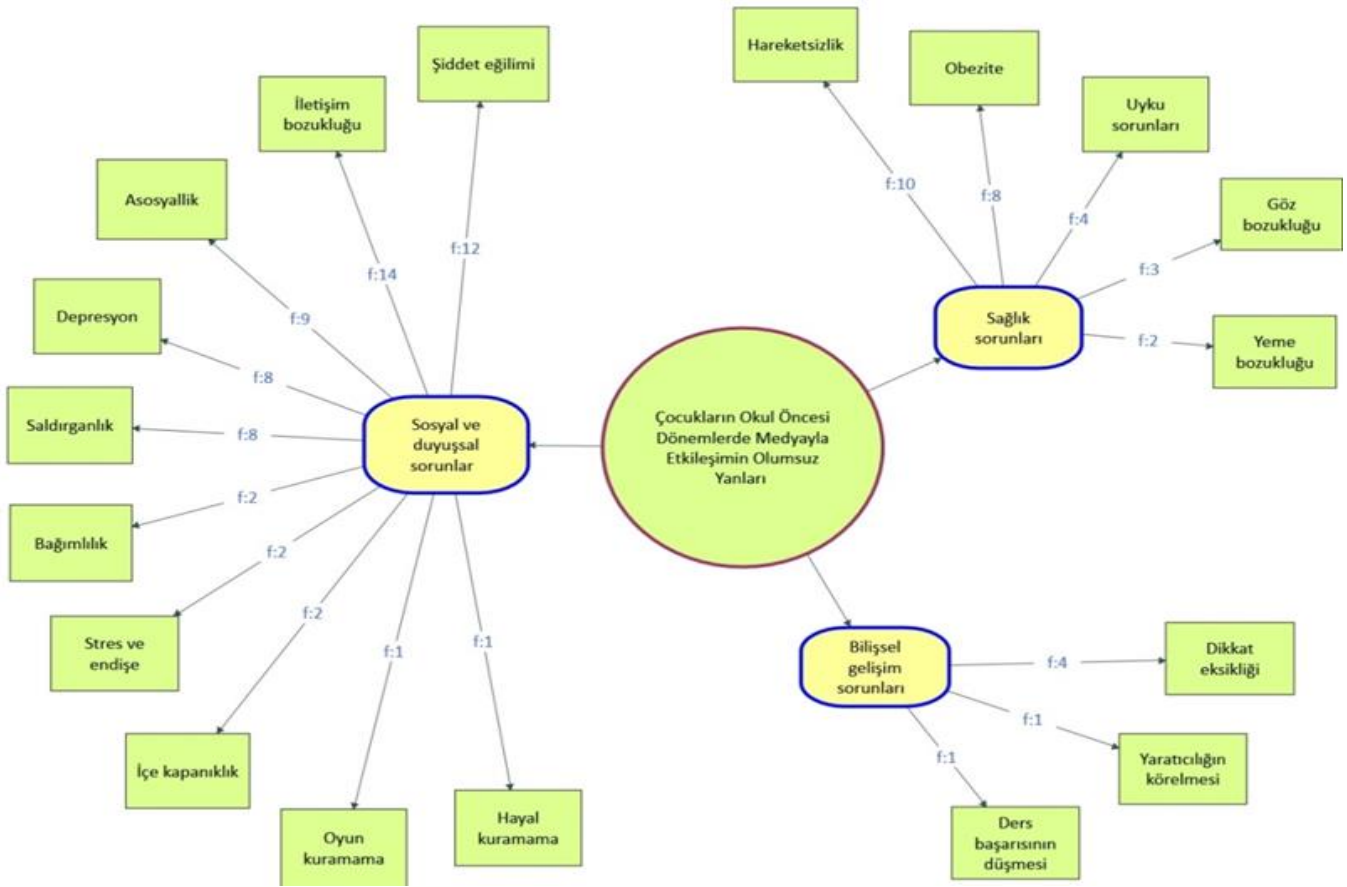 Şiddet eğilimi
f:12
İletişim
bozukluğu
f:14
Asosyallik
f:9
Depresyon
f:8
Saldırganlık
f:8
Bağımlılık
f:2
Stres ve
endişe
f:2
İçe kapanıklık
f:2
Oyun
kuramama
f:1
Hayal
kuramama
f:1
Sosyal ve
duyuşsal
sorunlar
Çocukların Okul Öncesi
Dönemlerde Medyayla
Etkileşimin Olumsuz
Yanları
Hareketsizlik
f:10
Obezite
f:8
Uyku
sorunları
f:4
Göz
bozukluğu
f:3
Yeme
bozukluğu
f:2
Sağlık
sorunları
Bilişsel
gelişim
sorunları
f:4
Dikkat
eksikliği
f:1
Yaratıcılığın
körelmesi
f:1
Ders
başarısının
düşmesi